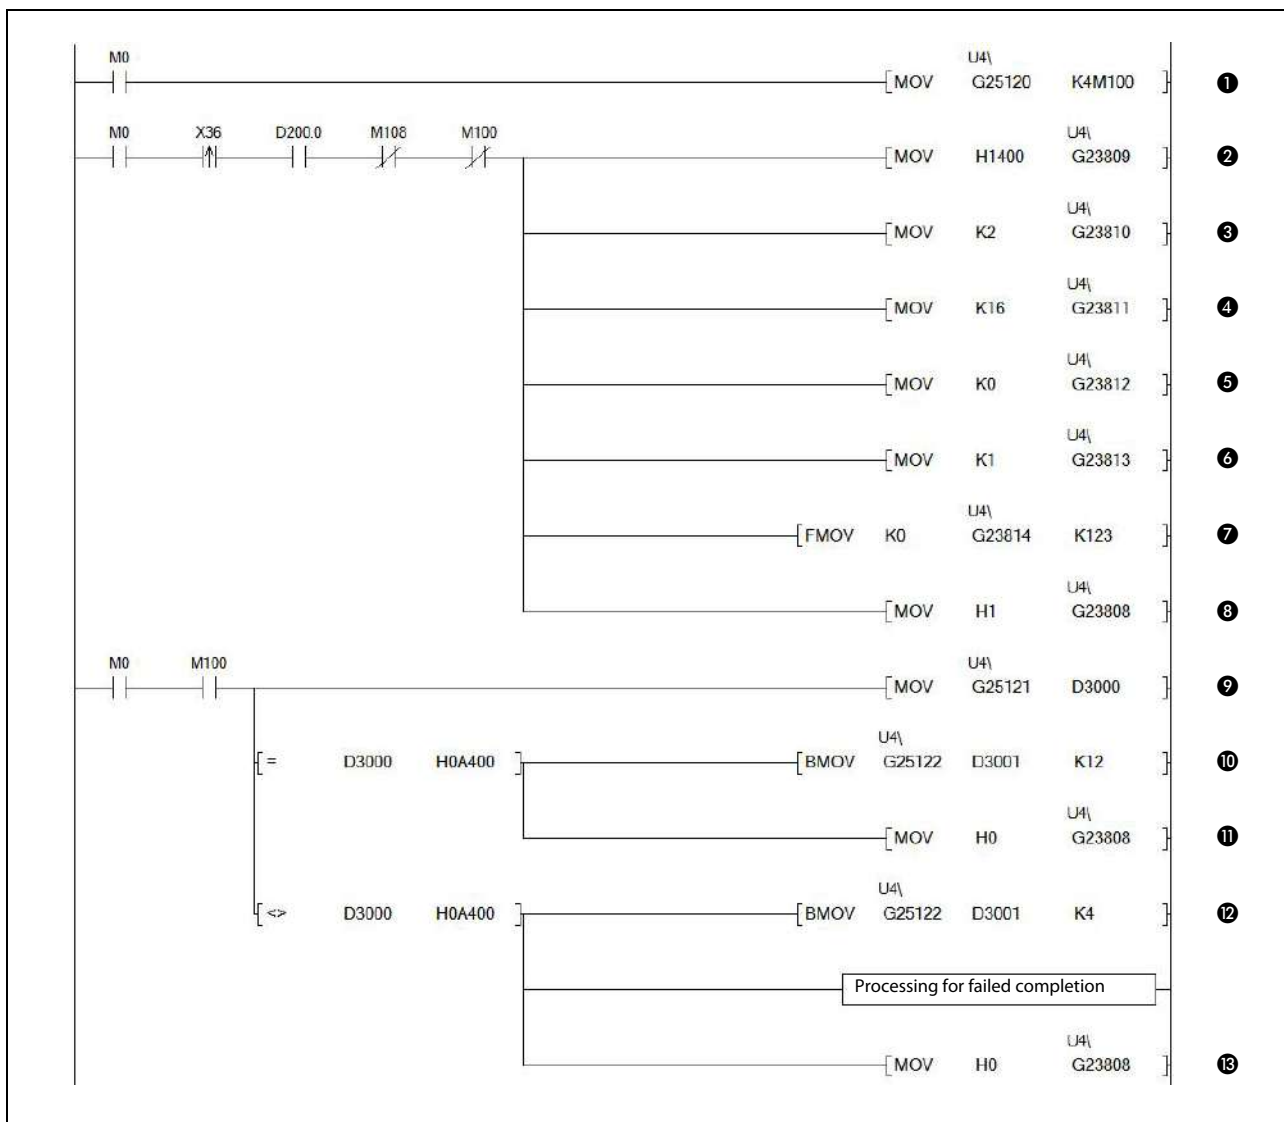 M0 U4\
[MOV G25120 K4M100 ] ❶
M0 X36 D200.0 M108 M100 U4\
[MOV H1400 G23809 ] ❷
U4\
[MOV K2 G23810 ] ❸
U4\
[MOV K16 G23811 ] ❹
U4\
[MOV K0 G23812 ] ❺
U4\
[MOV K1 G23813 ] ❻
U4\
[FMOV K0 G23814 K123 ] ❼
U4\
[MOV H1 G23808 ] ❽
M0 M100 U4\
[MOV G25121 D3000 ] ❾
U4\
[= D3000 H0A400 ] [BMOV G25122 D3001 K12 ] ❿
U4\
[MOV H0 G23808 ] ⓫
U4\
[<> D3000 H0A400 ] [BMOV G25122 D3001 K4 ] ⓬
Processing for failed completion
U4\
[MOV H0 G23808 ] ⓭